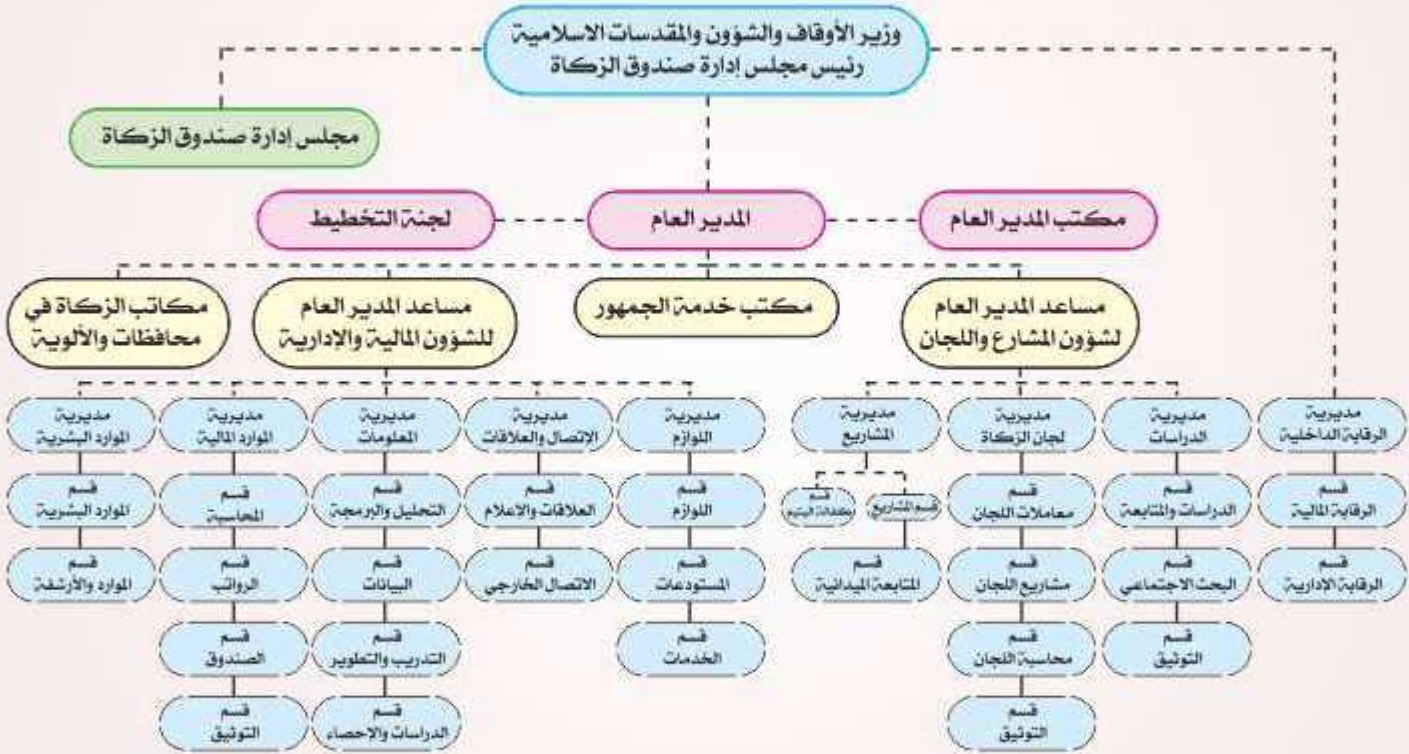 وزير الأوقاف والشؤون والمقدسات الاسلامية
رئيس مجلس إدارة صندوق الزكاة
مجلس إدارة صندوق الزكاة
مكتب المدير العام
المدير العام
لجنة التخطيط
مساعد المدير العام
لشؤون المشارع واللجان
مكتب خدمة الجمهور
مساعد المدير العام
للشؤون المالية والإدارية
مكاتب الزكاة في
محافظات والألوية
مديرية
الرقابة الداخلية
قسم
الرقابة المالية
قسم
الرقابة الإدارية
مديرية
الدراسات
قسم
الدراسات والمتابعة
قسم
البحث الاجتماعي
قسم
التوثيق
مديرية
لجان الزكاة
قسم
معاملات اللجان
قسم
مشاريع اللجان
قسم
محاسبة اللجان
قسم
التوثيق
مديرية
المشاريع
قسم المشاريع
قسم
المتابعة الميدانية
قسم
مديرية
اللوازم
قسم
اللوازم
قسم
المستودعات
قسم
الخدمات
مديرية
الإتصال والعلاقات
قسم
العلاقات والاعلام
قسم
الاتصال الخارجي
مديرية
المعلومات
قسم
التحليل والبرمجة
قسم
البيانات
قسم
التدريب والتطوير
قسم
الدراسات والاحصاء
مديرية
الموارد المالية
قسم
المحاسبة
قسم
الرواتب
قسم
الصندوق
قسم
التوثيق
مديرية
الموارد البشرية
قسم
الموارد البشرية
قسم
الموارد والأرشفة